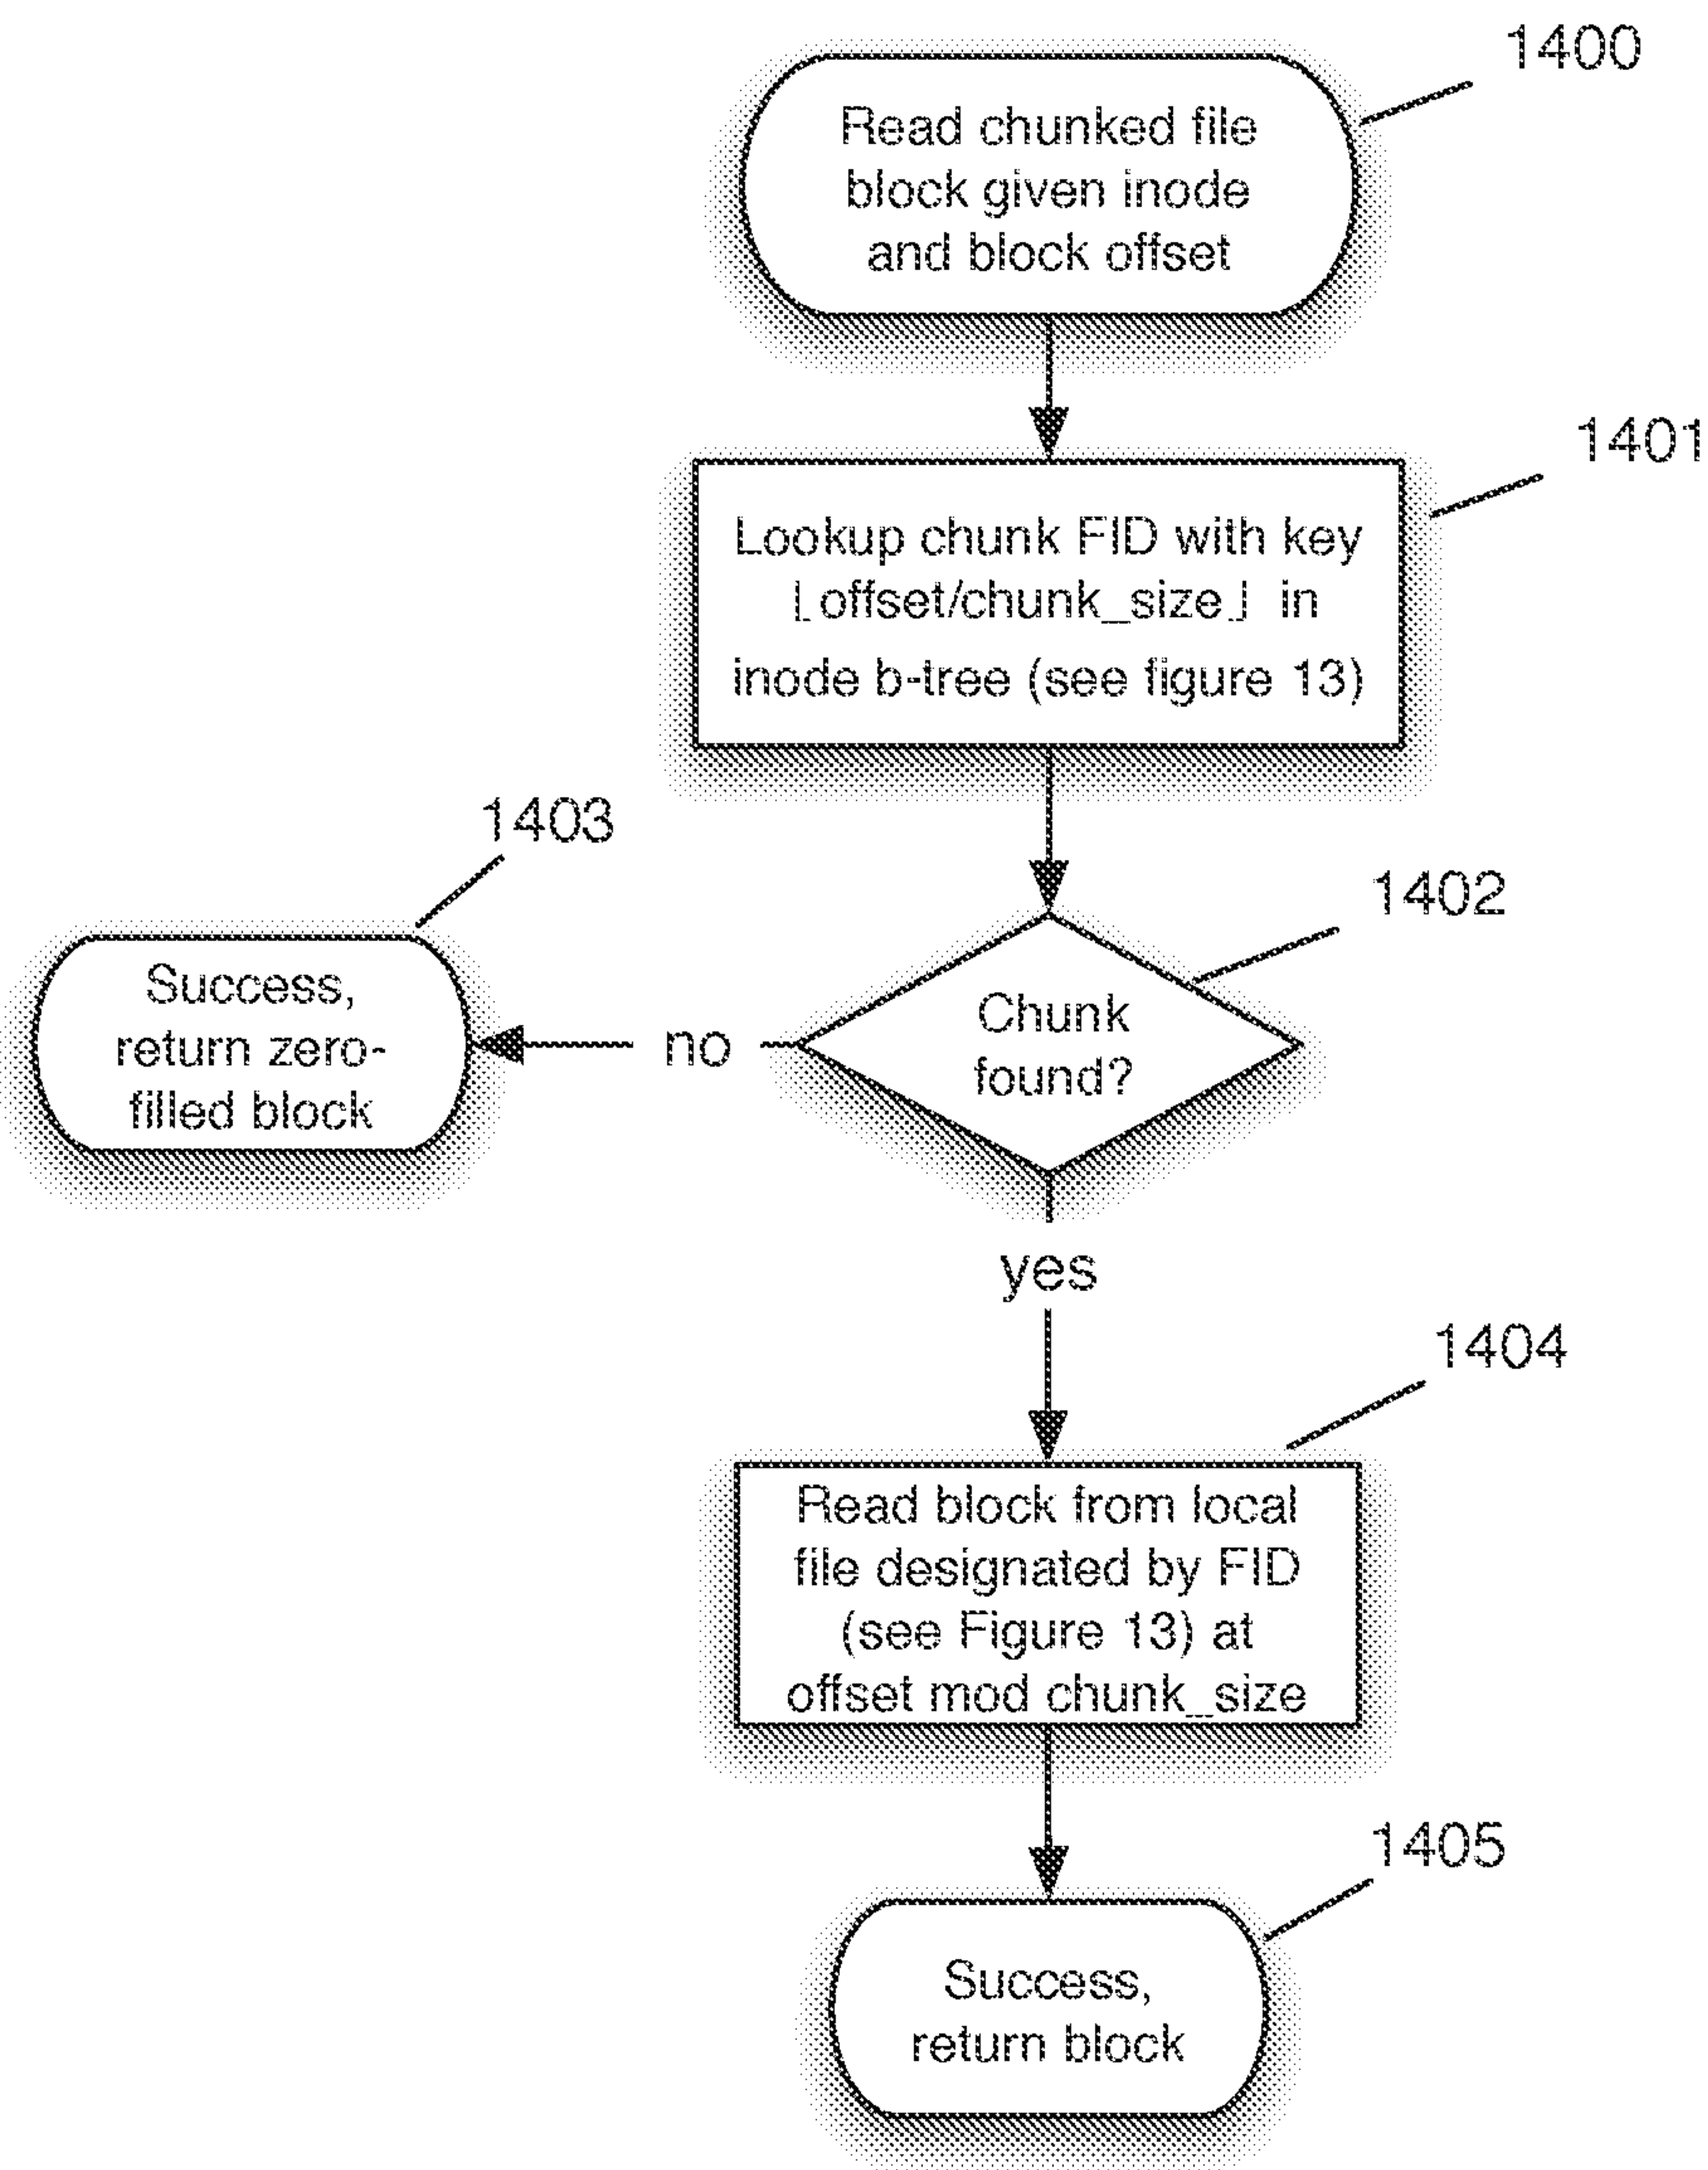 1400
Read chunked file
block given inode
and block offset
1401
Lookup chunk FID with key
⌊offset/chunk_size⌋ in
inode b-tree (see figure 13)
1403
1402
Success,
return zero-
filled block
no
Chunk
found?
yes
1404
Read block from local
file designated by FID
(see Figure 13) at
offset mod chunk_size
1405
Success,
return block